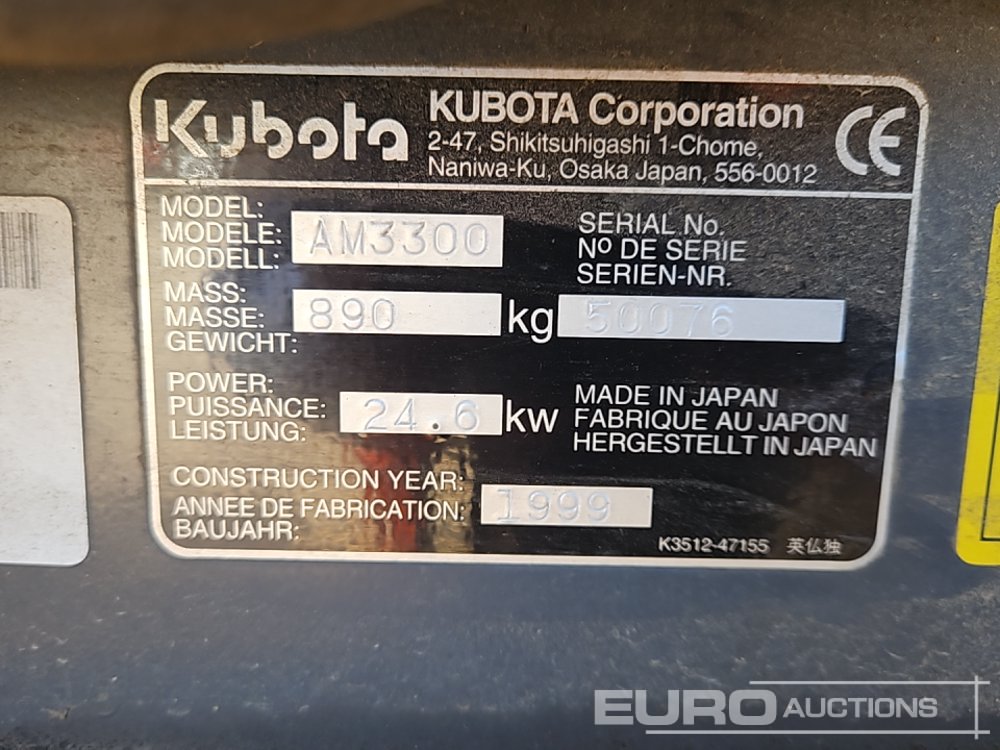 Kubota
KUBOTA Corporation
2-47, Shikitsuhigashi 1-Chome,
Naniwa-Ku, Osaka Japan, 556-0012
CE
MODEL:
MODELE: AM3300
MODELL:
SERIAL No.
Nº DE SERIE
SERIEN-NR.
50076
MASS:
MASSE: 890 kg
GEWICHT:
POWER:
PUISSANCE: 24.6 kw
LEISTUNG:
MADE IN JAPAN
FABRIQUE AU JAPON
HERGESTELLT IN JAPAN
CONSTRUCTION YEAR:
ANNEE DE FABRICATION: 1999
BAUJAHR:
K3512-47155 英仏独
EURO AUCTIONS